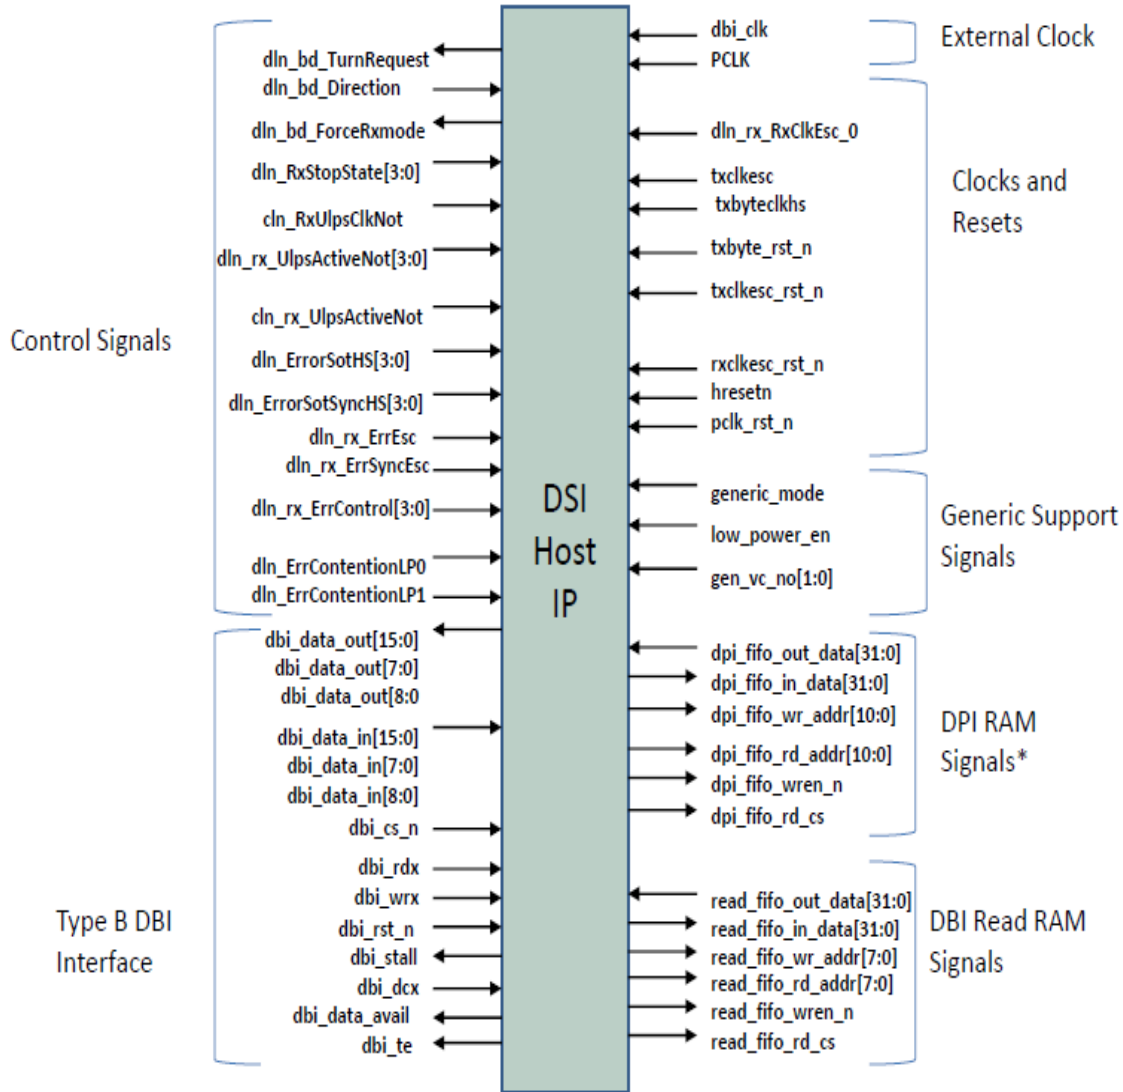 dln_bd_TurnRequest
dln_bd_Direction
dln_bd_ForceRxmode
dln_RxStopState[3:0]
cln_RxUlpsClkNot
dln_rx_UlpsActiveNot[3:0]
cln_rx_UlpsActiveNot
Control Signals
dln_ErrorSotHS[3:0]
dln_ErrorSotSyncHS[3:0]
dln_rx_ErrEsc
dln_rx_ErrSyncEsc
dln_rx_ErrControl[3:0]
dln_ErrContentionLP0
dln_ErrContentionLP1
dbi_data_out[15:0]
dbi_data_out[7:0]
dbi_data_out[8:0
dbi_data_in[15:0]
dbi_data_in[7:0]
dbi_data_in[8:0]
dbi_cs_n
dbi_rdx
dbi_wrx
Type B DBI
Interface
dbi_rst_n
dbi_stall
dbi_dcx
dbi_data_avail
dbi_te
DSI
Host
IP
dbi_clk
PCLK
External Clock
dln_rx_RxClkEsc_0
txclkesc
txbyteclkhs
txbyte_rst_n
txclkesc_rst_n
rxclkesc_rst_n
hresetn
pclk_rst_n
Clocks and
Resets
generic_mode
low_power_en
gen_vc_no[1:0]
Generic Support
Signals
dpi_fifo_out_data[31:0]
dpi_fifo_in_data[31:0]
dpi_fifo_wr_addr[10:0]
dpi_fifo_rd_addr[10:0]
dpi_fifo_wren_n
dpi_fifo_rd_cs
DPI RAM
Signals*
read_fifo_out_data[31:0]
read_fifo_in_data[31:0]
read_fifo_wr_addr[7:0]
read_fifo_rd_addr[7:0]
read_fifo_wren_n
read_fifo_rd_cs
DBI Read RAM
Signals